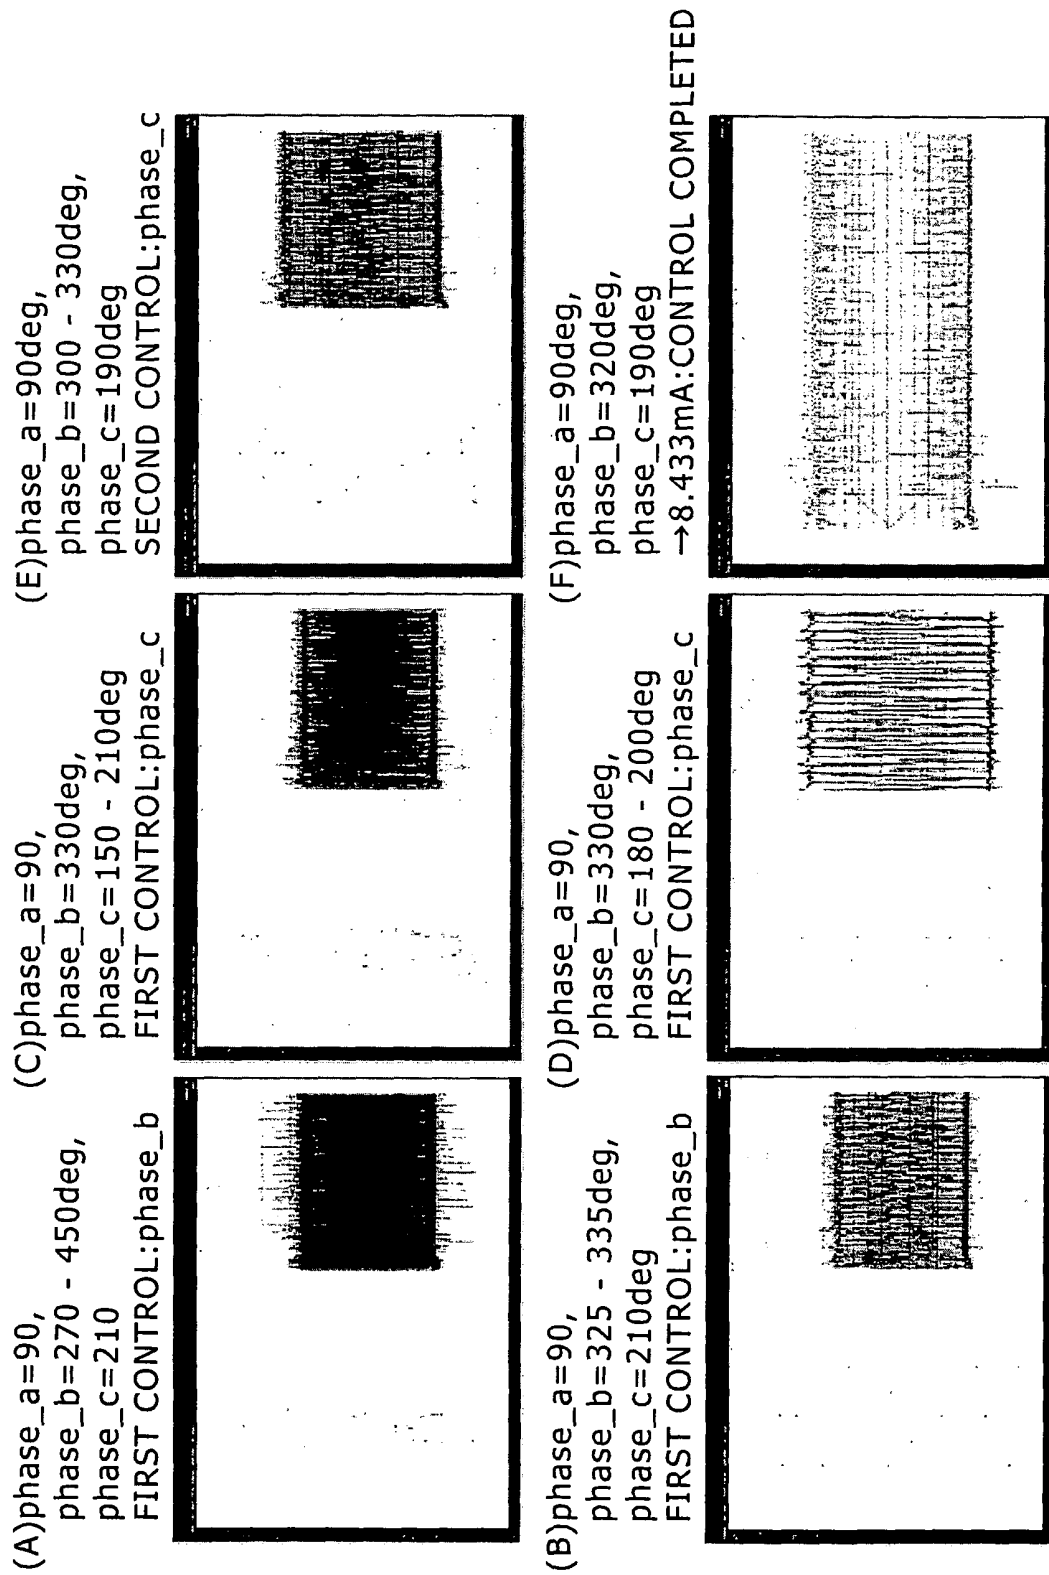 (A)phase_a=90,
phase_b=270 - 450deg,
phase_c=210
FIRST CONTROL:phase_b
(B)phase_a=90,
phase_b=325 - 335deg,
phase_c=210deg
FIRST CONTROL:phase_b
(C)phase_a=90,
phase_b=330deg,
phase_c=150 - 210deg
FIRST CONTROL:phase_c
(D)phase_a=90,
phase_b=330deg,
phase_c=180 - 200deg
FIRST CONTROL:phase_c
(E)phase_a=90deg,
phase_b=300 - 330deg,
phase_c=190deg
SECOND CONTROL:phase_c
(F)phase_a=90deg,
phase_b=320deg,
phase_c=190deg
→8.433mA:CONTROL COMPLETED